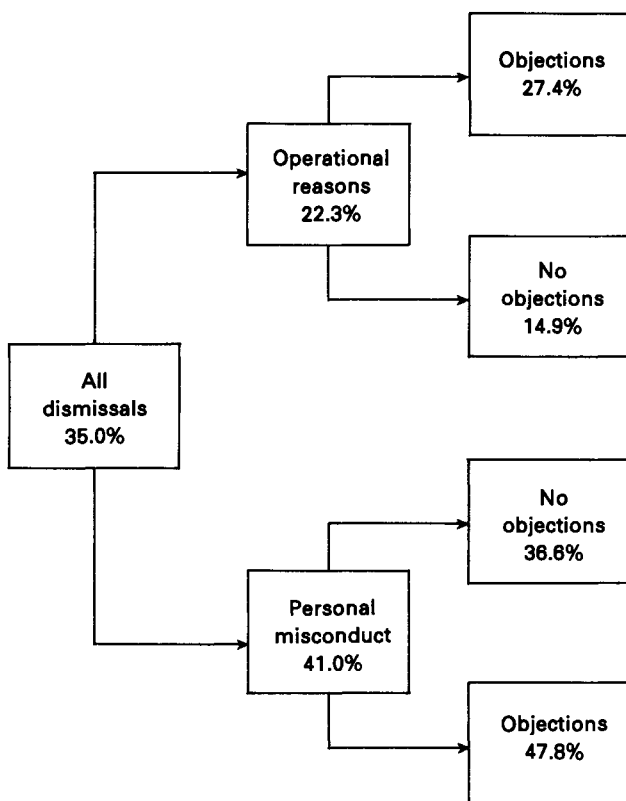 Objections
27.4%
Operational
reasons
22.3%
No
objections
14.9%
All
dismissals
35.0%
No
objections
36.6%
Personal
misconduct
41.0%
Objections
47.8%